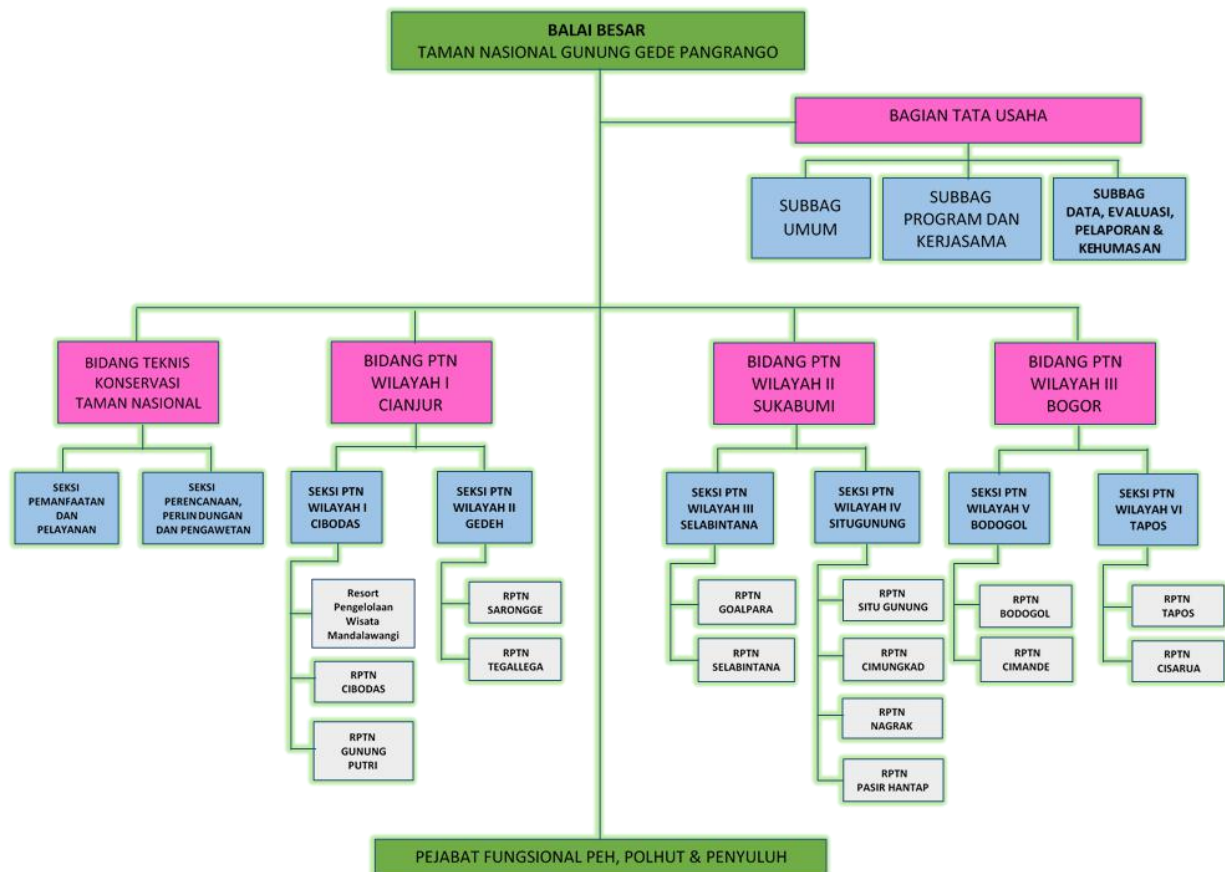 BALAI BESAR
TAMAN NASIONAL GUNUNG GEDE PANGRANGO
BAGIAN TATA USAHA
SUBBAG
UMUM
SUBBAG
PROGRAM DAN
KERJASAMA
SUBBAG
DATA, EVALUASI,
PELAPORAN &
KEHUMASAN
BIDANG TEKNIS
KONSERVASI
TAMAN NASIONAL
BIDANG PTN
WILAYAH I
CIANJUR
BIDANG PTN
WILAYAH II
SUKABUMI
BIDANG PTN
WILAYAH III
BOGOR
SEKSI
PEMANFAATAN
DAN
PELAYANAN
SEKSI
PERENCANAAN,
PERLINDUNGAN
DAN PENGAWETAN
SEKSI PTN
WILAYAH I
CIBODAS
SEKSI PTN
WILAYAH II
GEDEH
SEKSI PTN
WILAYAH III
SELABINTANA
SEKSI PTN
WILAYAH IV
SITUGUNUNG
SEKSI PTN
WILAYAH V
BODOGOL
SEKSI PTN
WILAYAH VI
TAPOS
Resort
Pengelolaan
Wisata
Mandalawangi
RPTN
CIBODAS
RPTN
GUNUNG
PUTRI
RPTN
SARONGGE
RPTN
TEGALLEGA
RPTN
GOALPARA
RPTN
SELABINTANA
RPTN
SITU GUNUNG
RPTN
CIMUNGKAD
RPTN
NAGRAK
RPTN
PASIR HANTAP
RPTN
BODOGOL
RPTN
CIMANDE
RPTN
TAPOS
RPTN
CISARUA
PEJABAT FUNGSIONAL PEH, POLHUT & PENYULUH